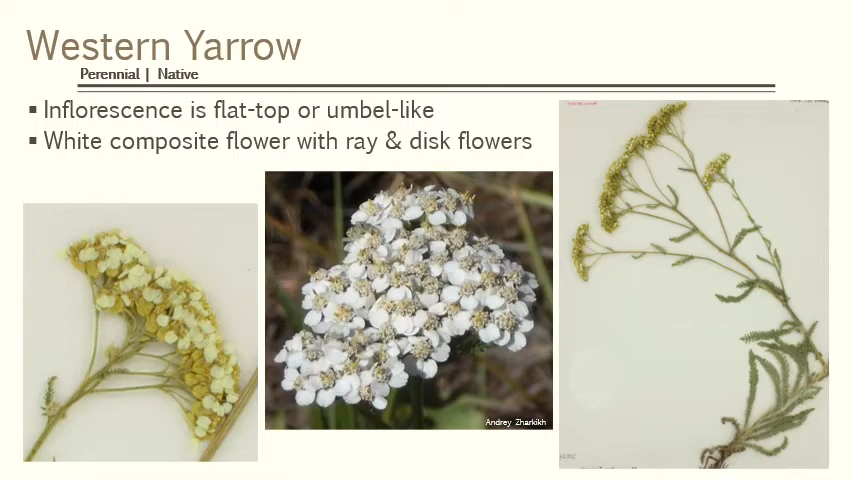 Western Yarrow
Perennial | Native
▪ Inflorescence is flat-top or umbel-like
▪ White composite flower with ray & disk flowers
Andrey Zharkikh